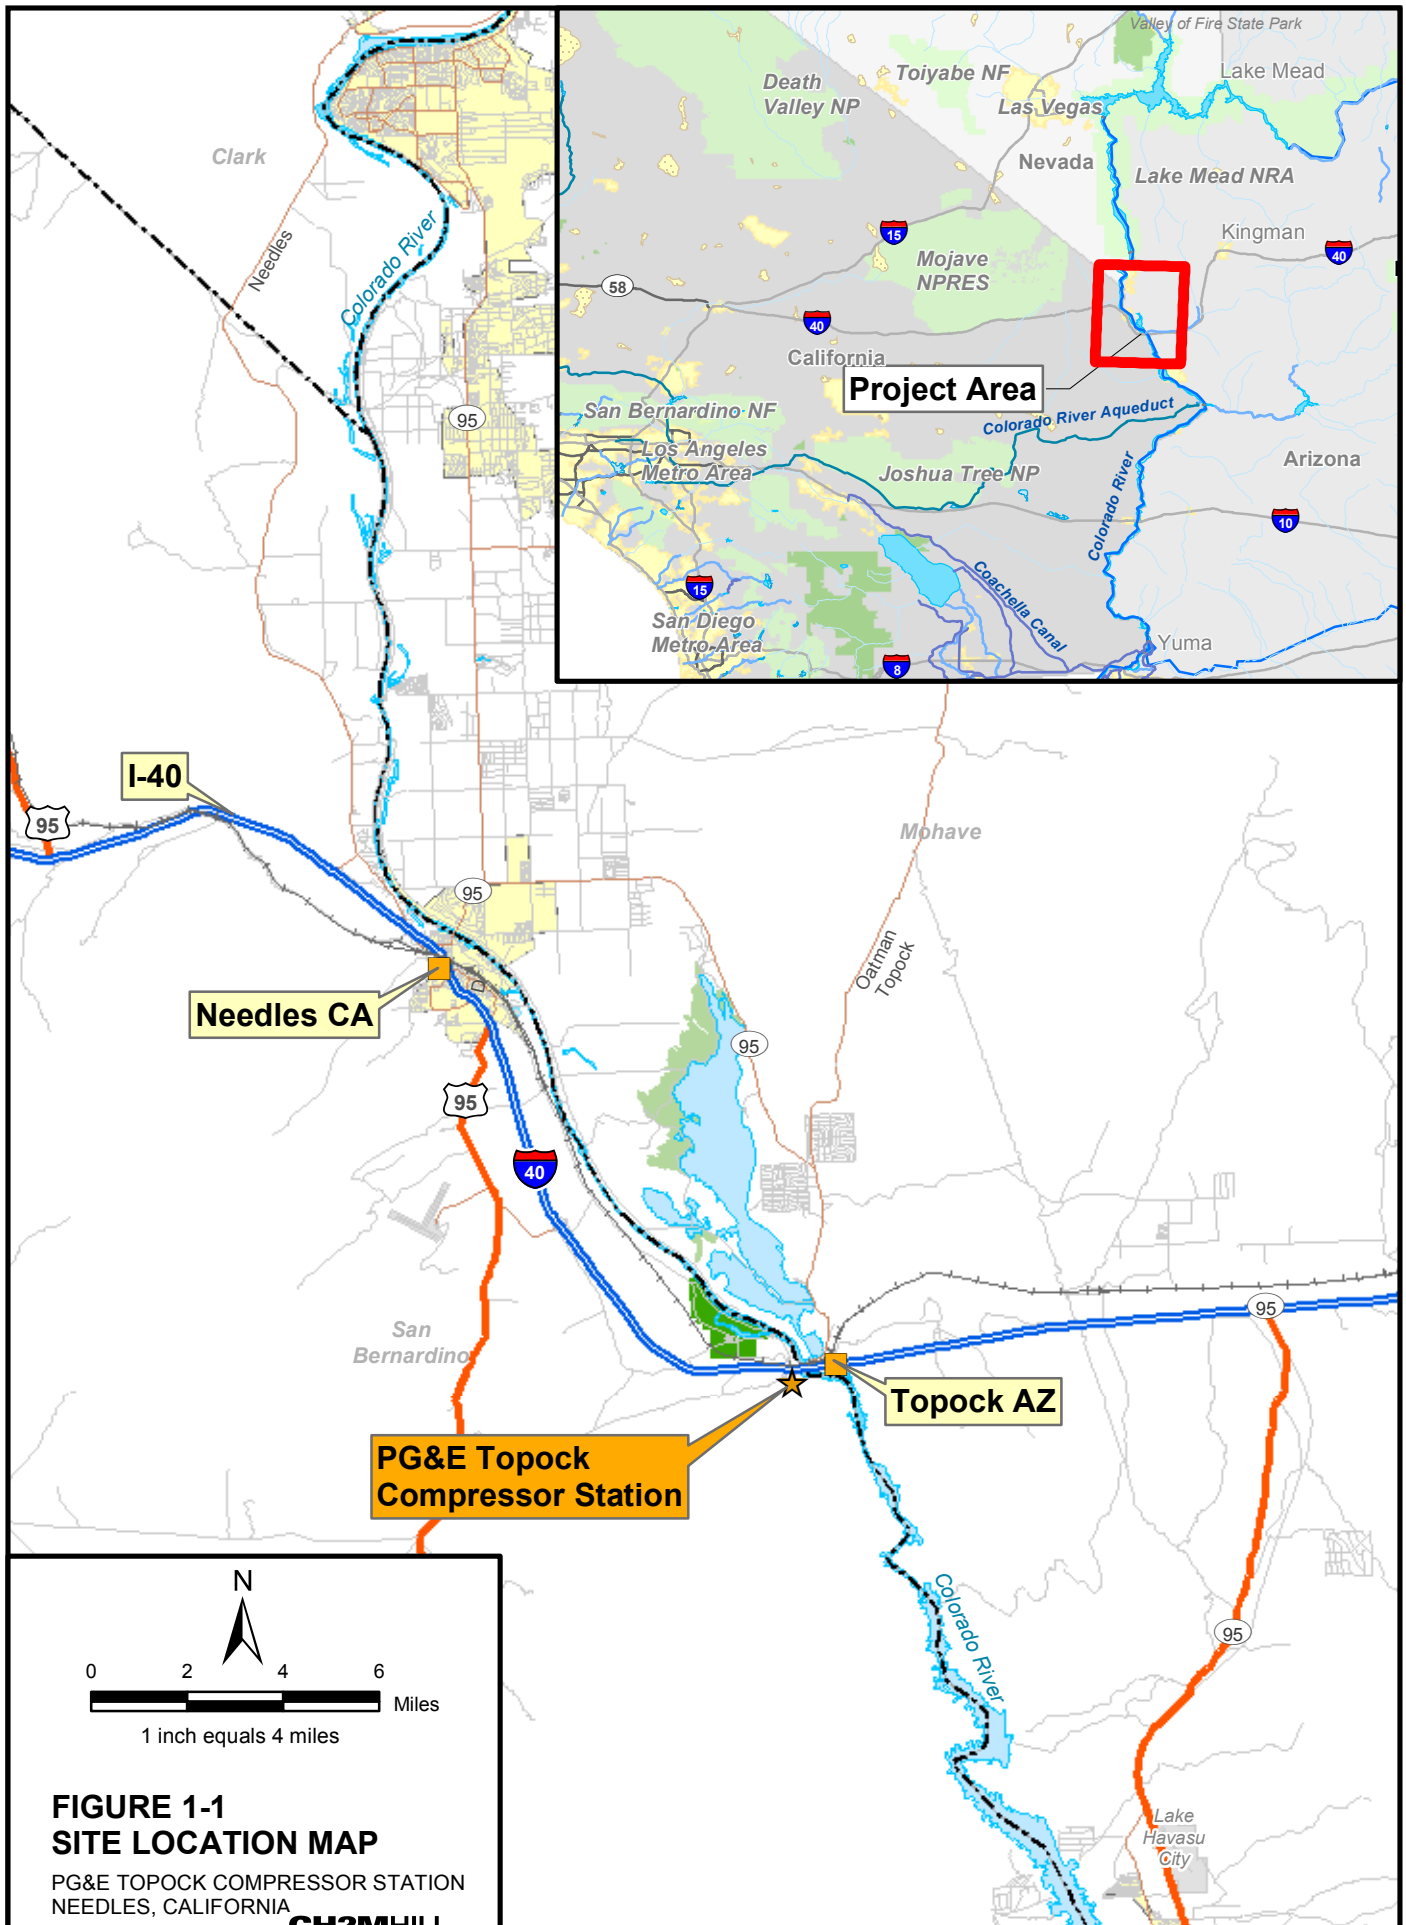 Valley of Fire State Park
Death
Valley NP
Toiyabe NF
Lake Mead
Las Vegas
Nevada
Lake Mead NRA
15
Kingman
40
Mojave
NPRES
58
40
California
Project Area
San Bernardino NF
Colorado River Aqueduct
Los Angeles
Metro Area
Joshua Tree NP
Arizona
Colorado River
10
15
Coachella Canal
San Diego
Metro Area
Yuma
8
Clark
Needles
Colorado River
95
I-40
95
Mohave
95
Oatman
Topock
Needles CA
95
95
40
San
Bernardino
95
Topock AZ
PG&E Topock
Compressor Station
Colorado River
95
Lake
Havasu
City
N
0 2 4 6
Miles
1 inch equals 4 miles
FIGURE 1-1
SITE LOCATION MAP
PG&E TOPOCK COMPRESSOR STATION
NEEDLES, CALIFORNIA
CH2MHILL